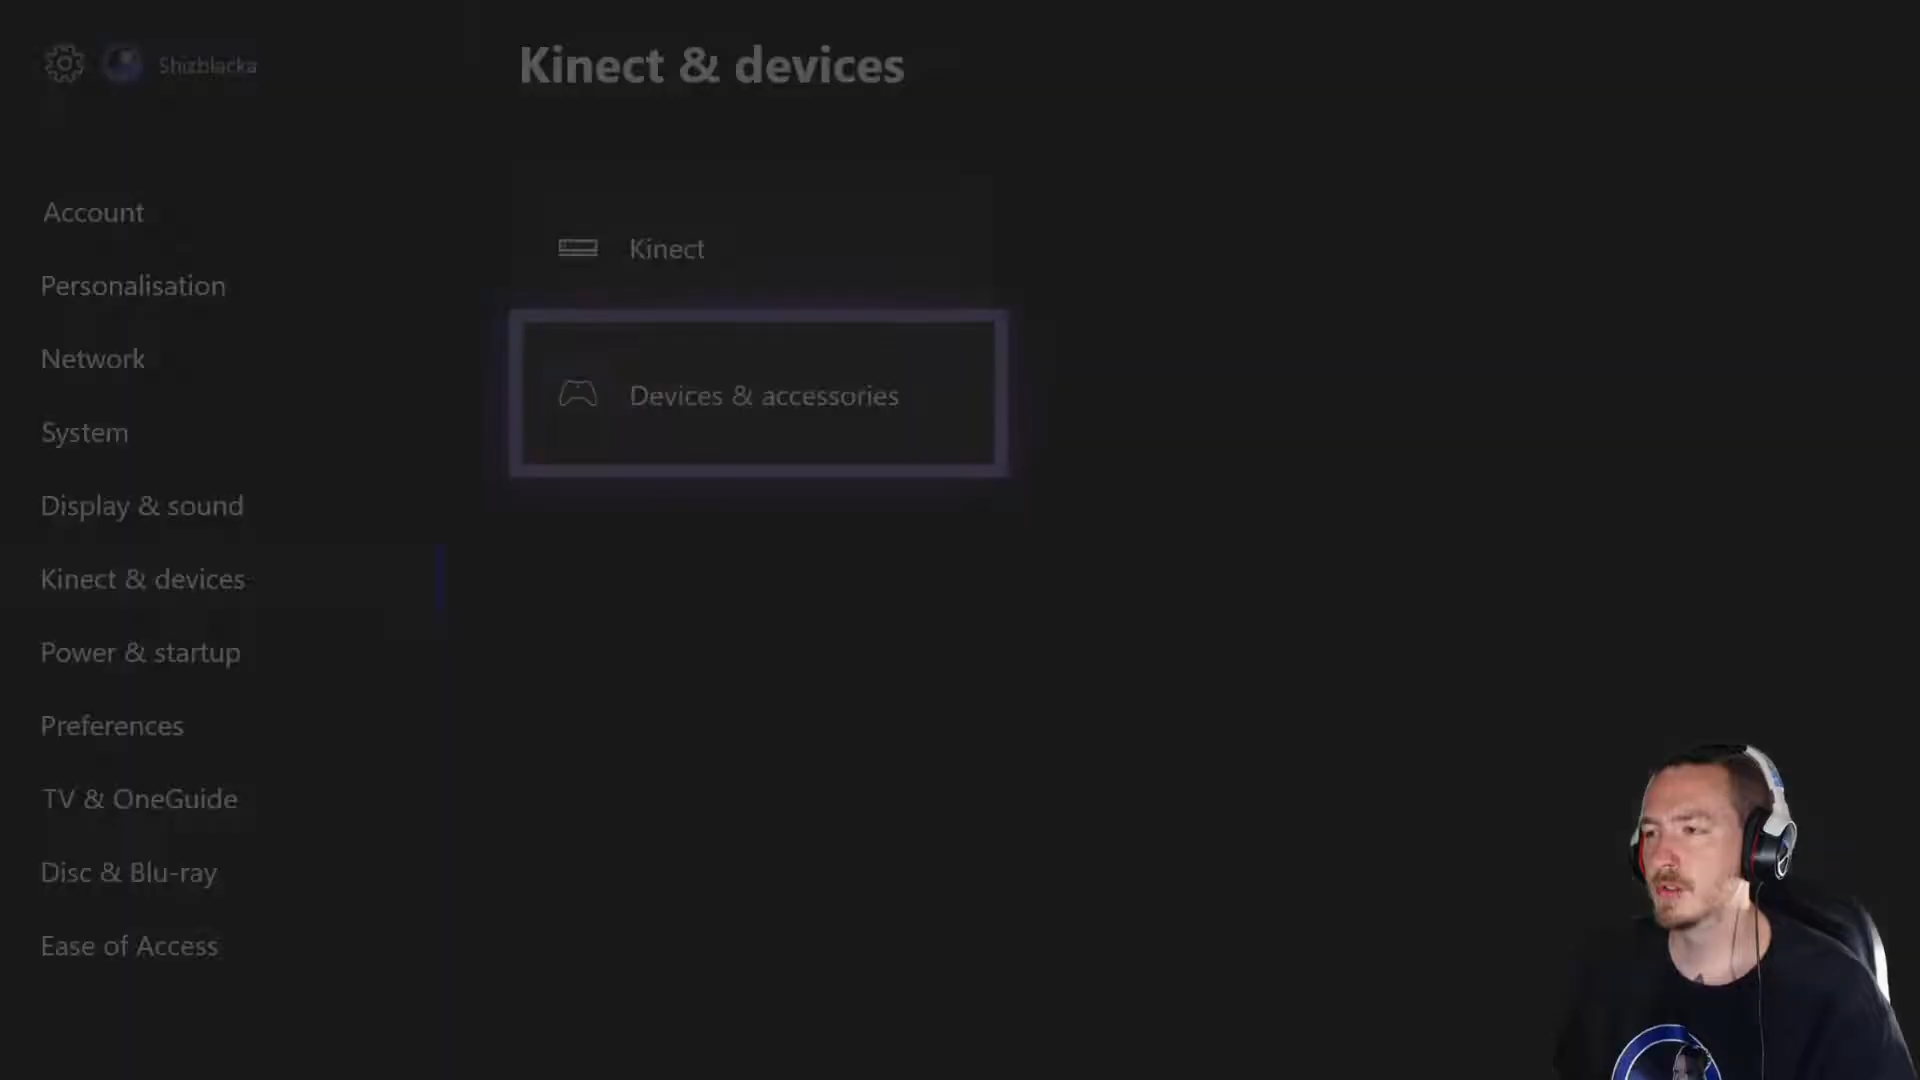 Shizblacka
Kinect & devices
Account
Personalisation
Network
System
Display & sound
Kinect & devices
Power & startup
Preferences
TV & OneGuide
Disc & Blu-ray
Ease of Access
Kinect
Devices & accessories